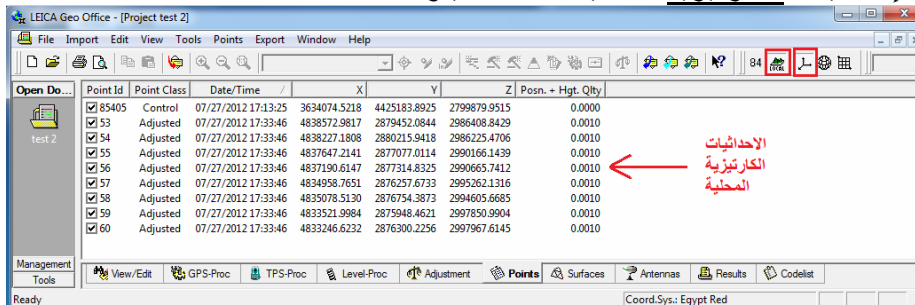 LEICA Geo Office - [Project test 2]
File Import Edit View Tools Points Export Window Help
84 LOCAL
Open Do... Point Id Point Class Date/Time X Y Z Posn. + Hgt. Qlty
85405 Control 07/27/2012 17:13:25 3634074.5218 4425183.8925 2799879.9515 0.0000
53 Adjusted 07/27/2012 17:33:46 4838572.9817 2879452.0844 2986408.8429 0.0010
test 2 54 Adjusted 07/27/2012 17:33:46 4838227.1808 2880215.9418 2986225.4706 0.0010
55 Adjusted 07/27/2012 17:33:46 4837647.2141 2877077.0114 2990166.1439 0.0010
56 Adjusted 07/27/2012 17:33:46 4837190.6147 2877314.8325 2990665.7412 0.0010
57 Adjusted 07/27/2012 17:33:46 4834958.7651 2876257.6733 2995262.1316 0.0010
58 Adjusted 07/27/2012 17:33:46 4835078.5130 2876754.3873 2994605.6685 0.0010
59 Adjusted 07/27/2012 17:33:46 4833521.9984 2875948.4621 2997850.9904 0.0010
60 Adjusted 07/27/2012 17:33:46 4833246.6232 2876300.2256 2997967.6145 0.0010
الاحداثيات
الكارتيزية
المحلية
Management
Tools
View/Edit GPS-Proc TPS-Proc Level-Proc Adjustment Points Surfaces Antennas Results Codelist
Ready Coord.Sys.: Egypt Red